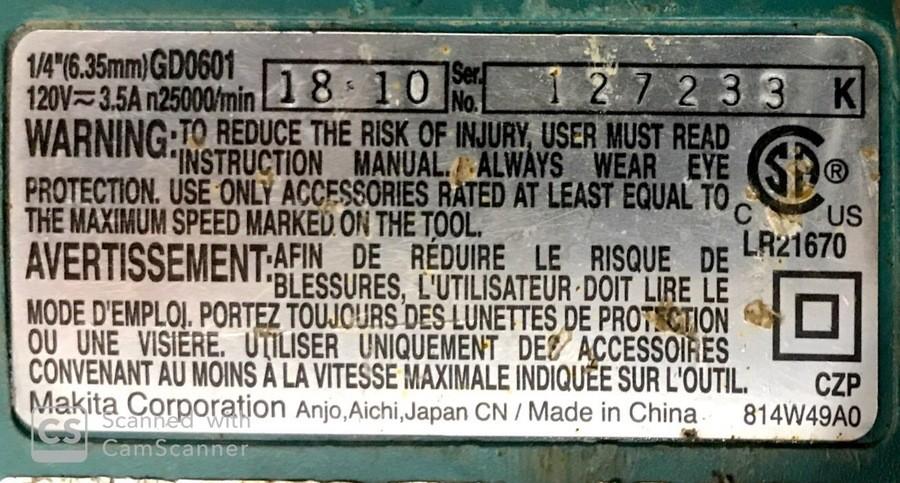 1/4"(6.35mm)GD0601
120V⎓ 3.5A n25000/min
18 10
Ser.
No.
127233 K
WARNING:TO REDUCE THE RISK OF INJURY, USER MUST READ
INSTRUCTION MANUAL. ALWAYS WEAR EYE
PROTECTION. USE ONLY ACCESSORIES RATED AT LEAST EQUAL TO
THE MAXIMUM SPEED MARKED ON THE TOOL.
AVERTISSEMENT:AFIN DE RÉDUIRE LE RISQUE DE
BLESSURES, L'UTILISATEUR DOIT LIRE LE
MODE D'EMPLOI. PORTEZ TOUJOURS DES LUNETTES DE PROTECTION
OU UNE VISIÈRE. UTILISER UNIQUEMENT DES ACCESSOIRES
CONVENANT AU MOINS À LA VITESSE MAXIMALE INDIQUÉE SUR L'OUTIL.
SA ®
C US
LR21670
CZP
Makita Corporation Anjo,Aichi,Japan CN / Made in China
814W49A0
CS Scanned with
CamScanner